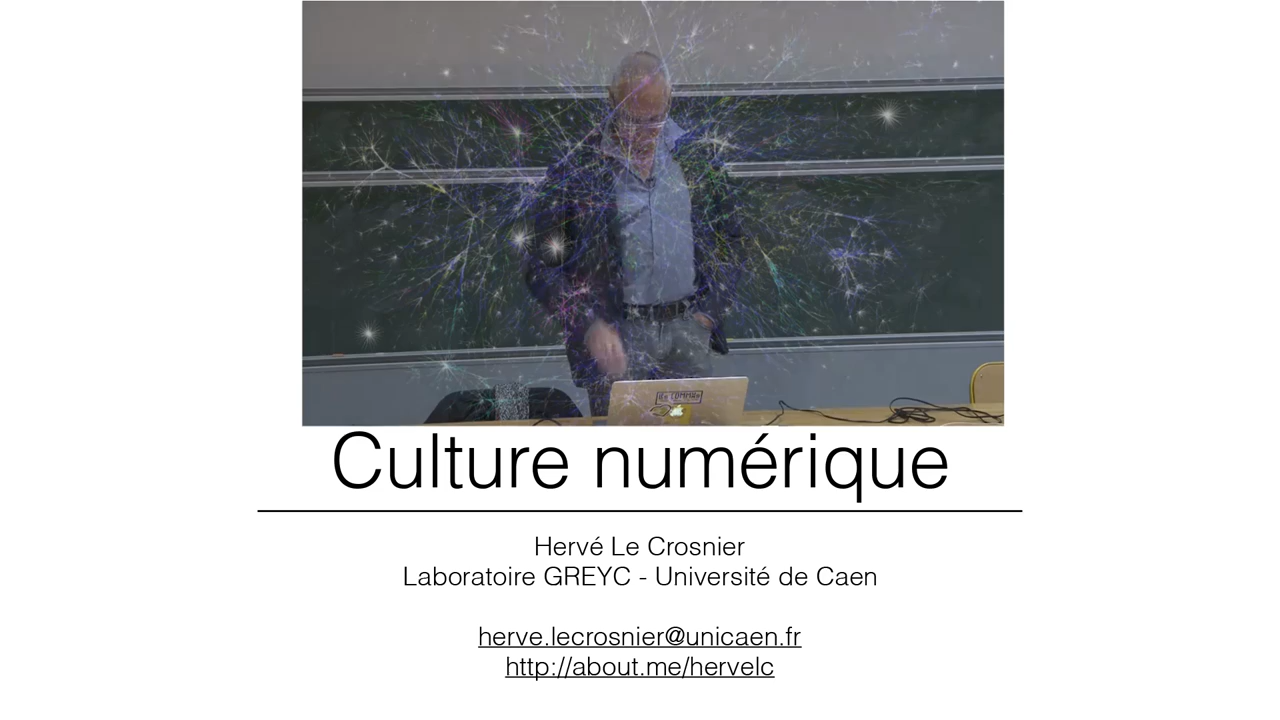 Culture numérique
Hervé Le Crosnier
Laboratoire GREYC - Université de Caen
herve.lecrosnier@unicaen.fr
http://about.me/hervelc